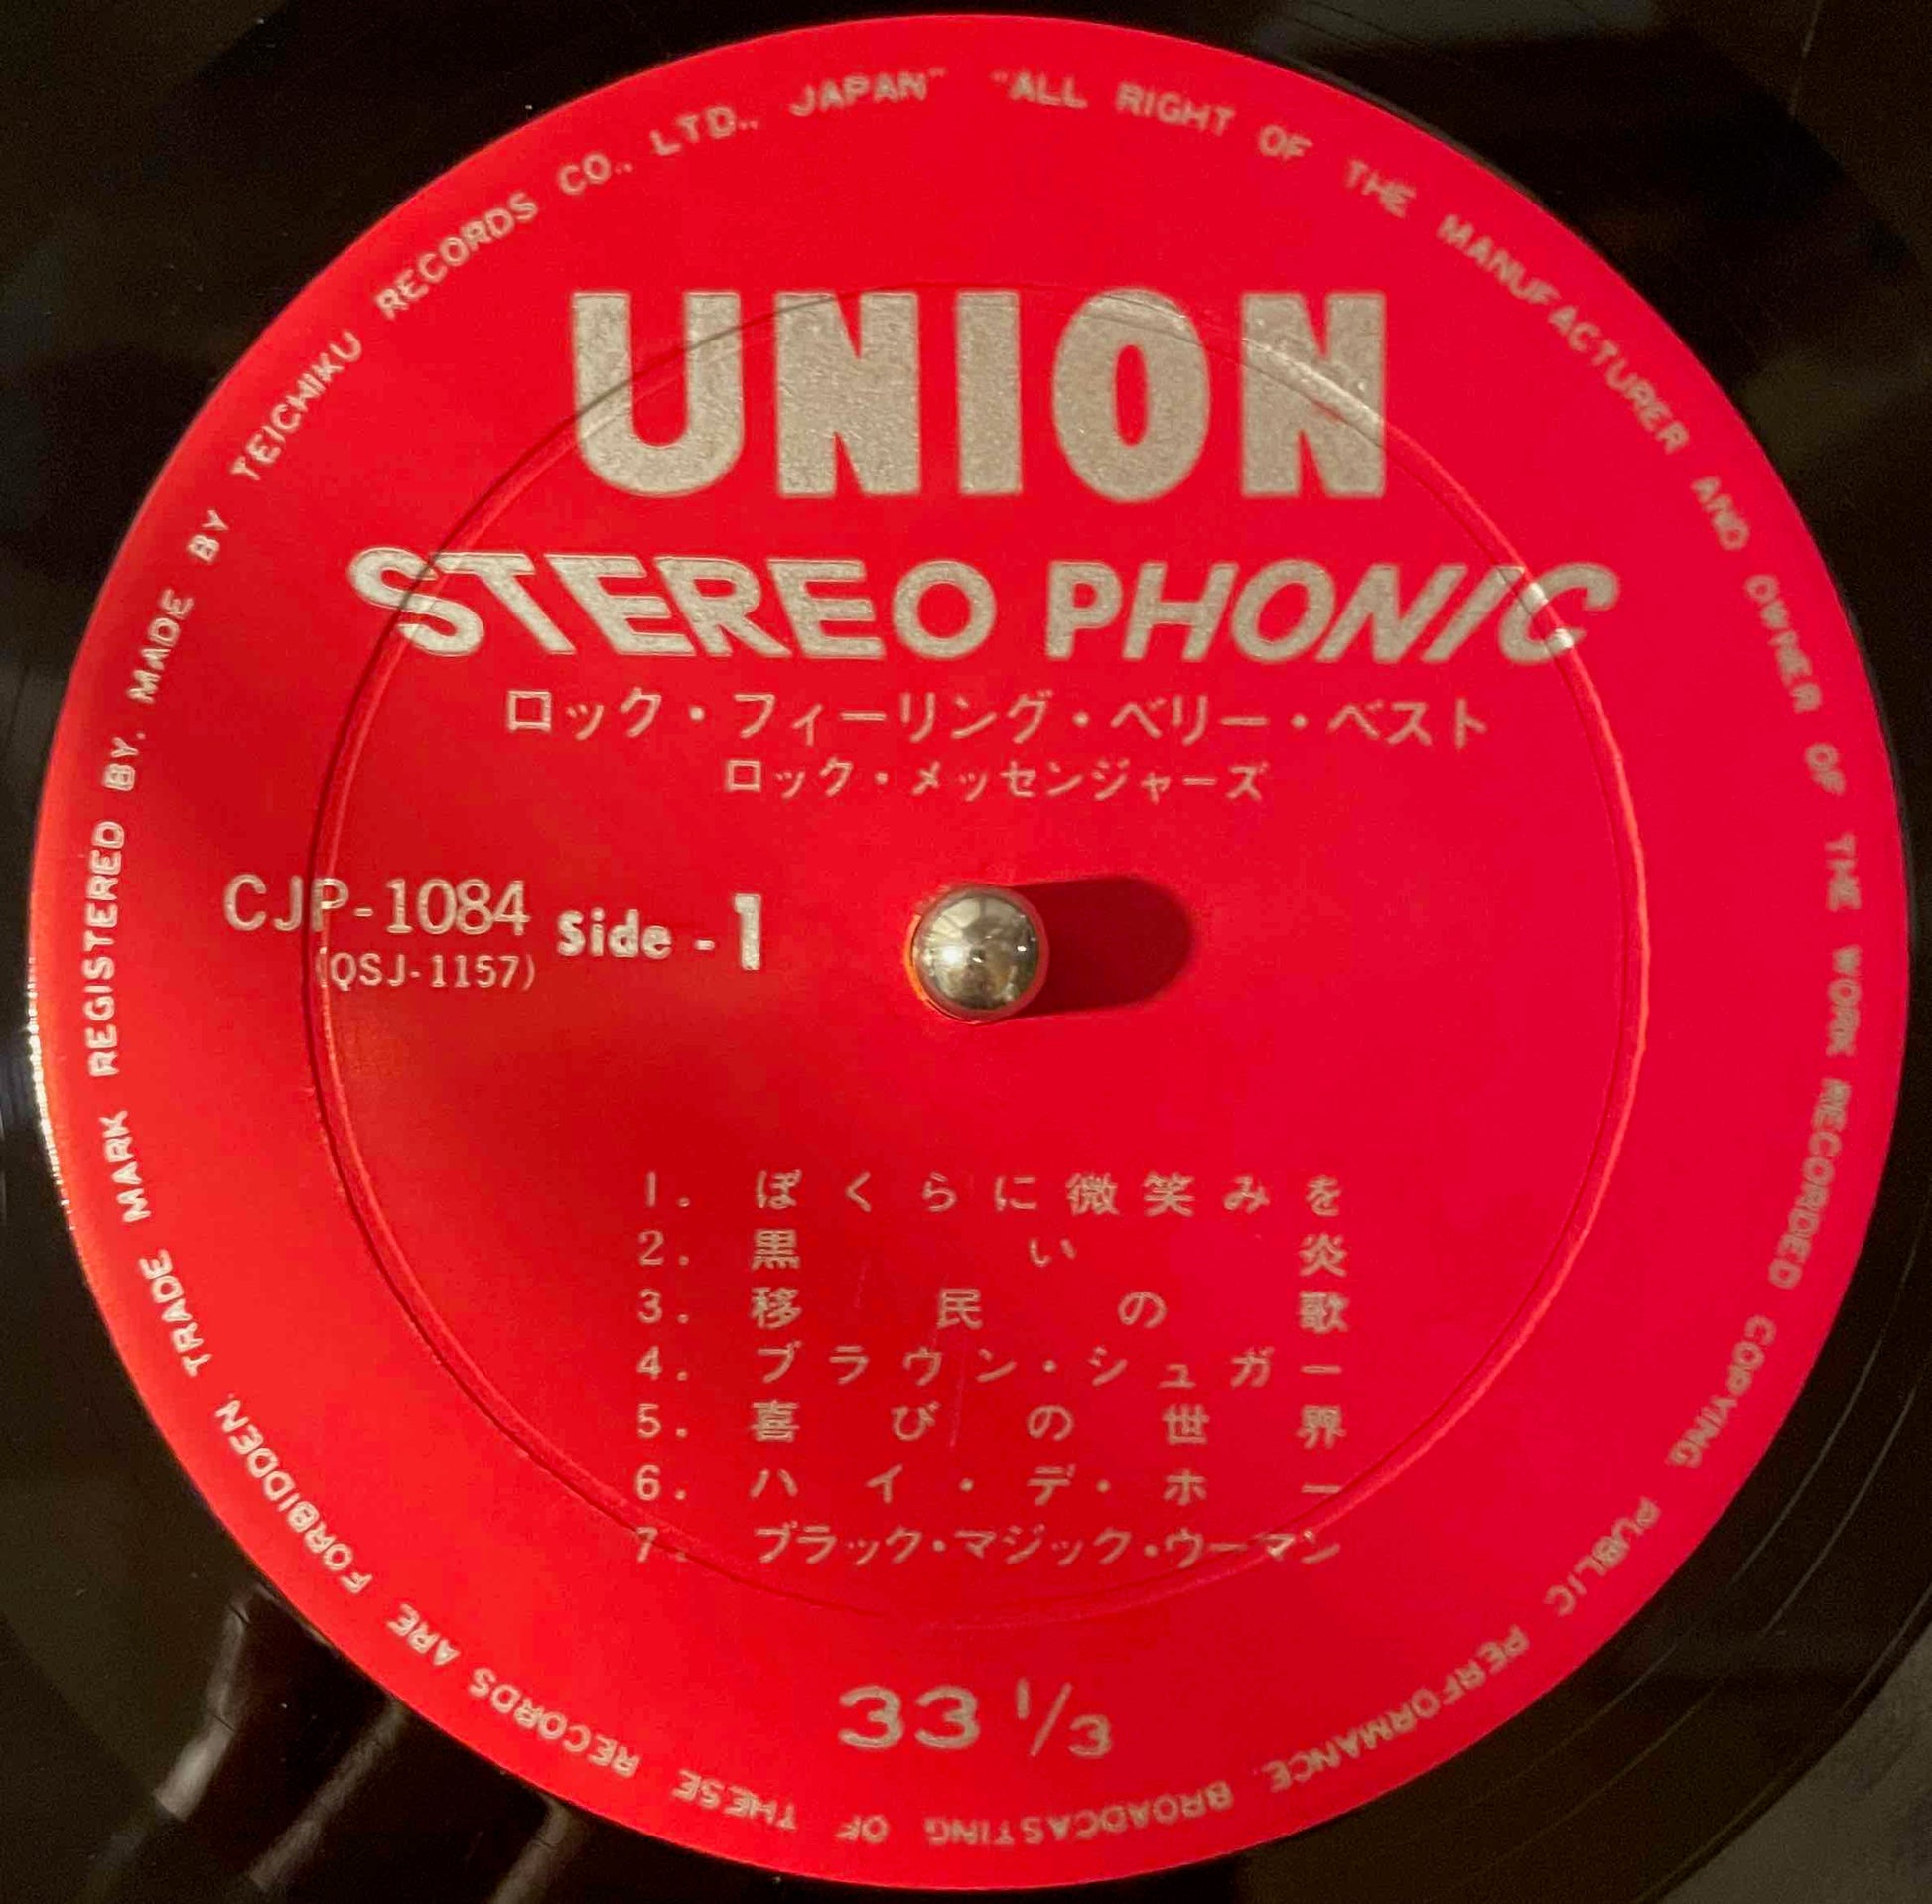 UNION
STEREO PHONIC
ロック・フィーリング・ベリー・ベスト
ロック・メッセンジャーズ
CJP-1084 Side - 1
(QSJ-1157)
1. ぼくらに微笑みを
2. 黒い炎
3. 移民の歌
4. ブラウン・シュガー
5. 喜びの世界
6. ハイ・デ・ホー
7. ブラック・マジック・ウーマン
33 1/3
TRADE MARK REGISTERED BY. MADE BY TEICHIKU RECORDS CO., LTD., JAPAN" "ALL RIGHT OF THE MANUFACTURER AND OWNER OF THE WORK RECORDED COPYING. PUBLIC PERFORMANCE. BROADCASTING OF THESE RECORDS ARE FORBIDDEN.